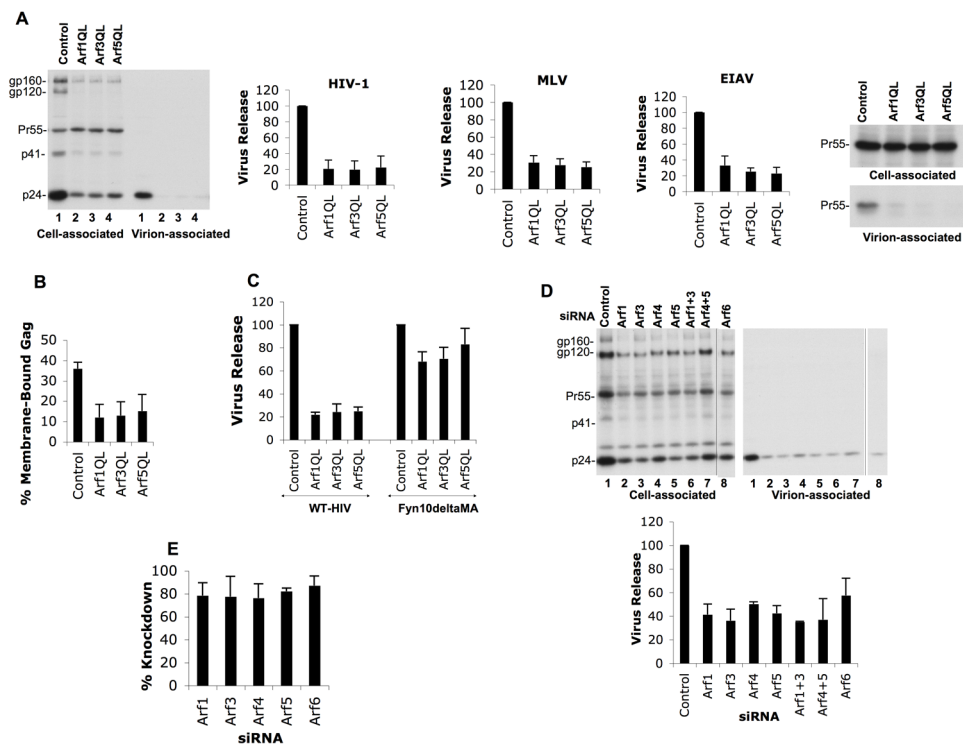 A
Control
Arf1QL
Arf3QL
Arf5QL
gp160-
gp120-
Pr55-
p41-
p24-
1 2 3 4 1 2 3 4
Cell-associated Virion-associated
HIV-1
Virus Release
120
100
80
60
40
20
0
Control
Arf1QL
Arf3QL
Arf5QL
MLV
Virus Release
120
100
80
60
40
20
0
Control
Arf1QL
Arf3QL
Arf5QL
EIAV
Virus Release
120
100
80
60
40
20
0
Control
Arf1QL
Arf3QL
Arf5QL
Control
Arf1QL
Arf3QL
Arf5QL
Pr55-
Cell-associated
Pr55-
Virion-associated
B
% Membrane-Bound Gag
50
40
30
20
10
0
Control
Arf1QL
Arf3QL
Arf5QL
C
Virus Release
120
100
80
60
40
20
0
Control
Arf1QL
Arf3QL
Arf5QL
Control
Arf1QL
Arf3QL
Arf5QL
WT-HIV Fyn10deltaMA
D
siRNA
Control
Arf1
Arf3
Arf4
Arf5
Arf1+3
Arf4+5
Arf6
gp160-
gp120-
Pr55-
p41-
p24-
1 2 3 4 5 6 7 8 1 2 3 4 5 6 7 8
Cell-associated Virion-associated
Virus Release
120
100
80
60
40
20
0
Control
Arf1
Arf3
Arf4
Arf5
Arf1+3
Arf4+5
Arf6
siRNA
E
% Knockdown
100
80
60
40
20
0
Arf1
Arf3
Arf4
Arf5
Arf6
siRNA